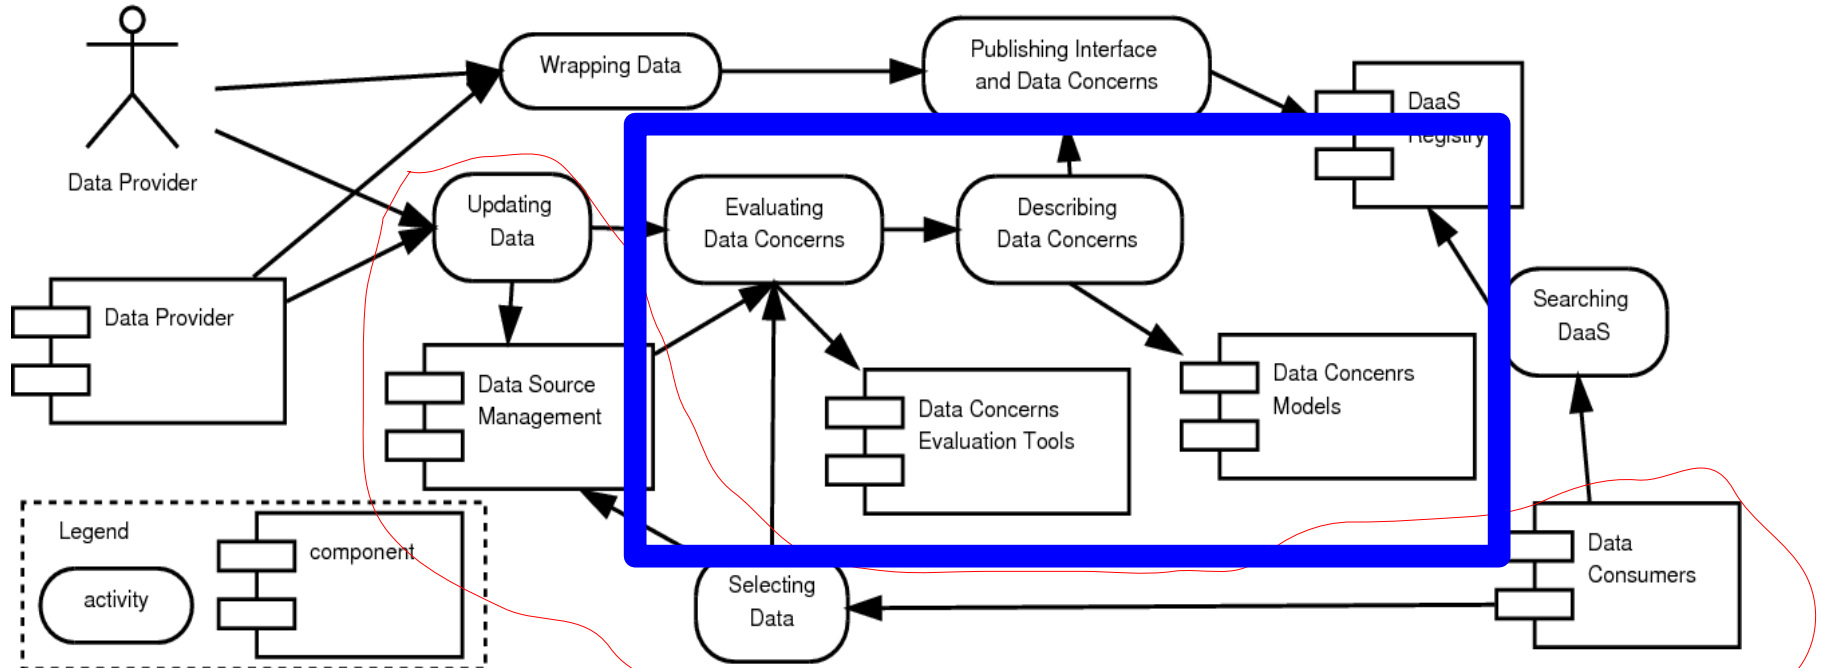 Wrapping Data
Publishing Interface
and Data Concerns
DaaS
Registry
Data Provider
Updating
Data
Evaluating
Data Concerns
Describing
Data Concerns
Searching
DaaS
Data Provider
Data Source
Management
Data Concerns
Evaluation Tools
Data Concenrs
Models
Legend
component
activity
Selecting
Data
Data
Consumers